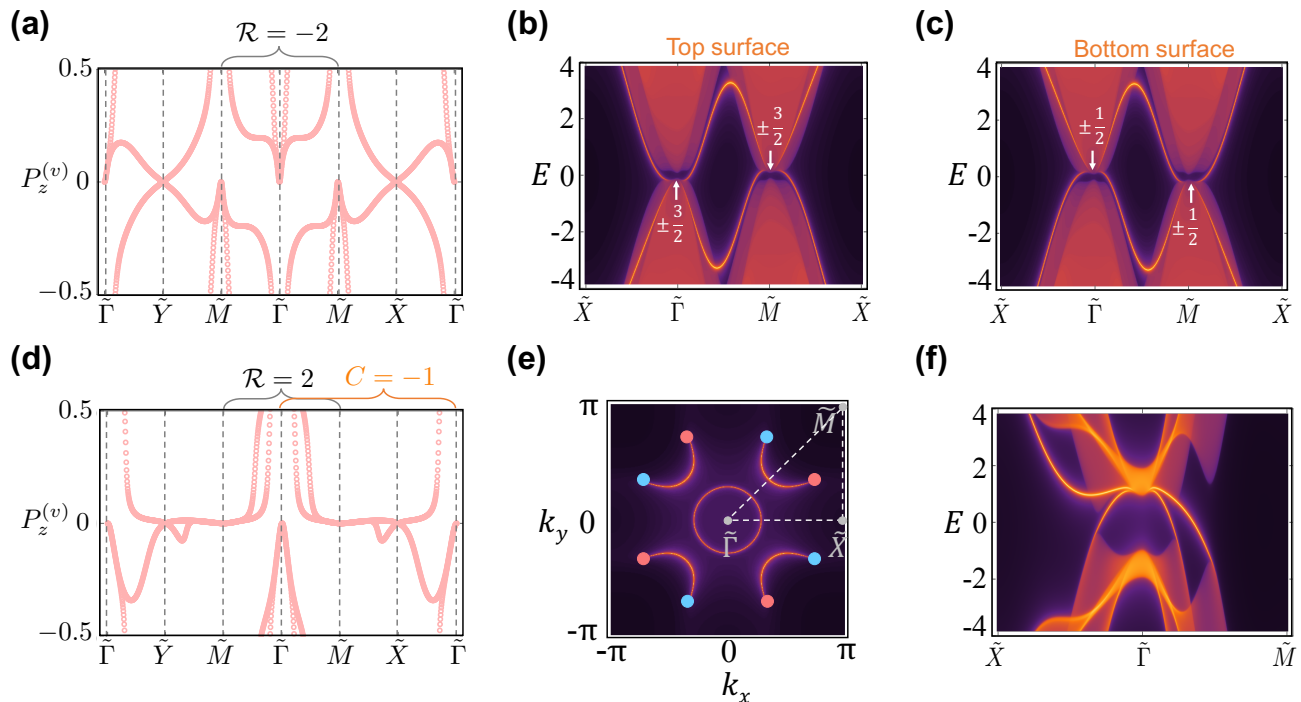 (a)
R = −2
0.5
P_z^(v) 0
−0.5
Γ̃ Ỹ M̃ Γ̃ M̃ X̃ Γ̃
(b)
Top surface
4
2
E 0
-2
-4
± 3/2
± 3/2
X̃ Γ̃ M̃ X̃
(c)
Bottom surface
4
2
E 0
-2
-4
± 1/2
± 1/2
X̃ Γ̃ M̃ X̃
(d)
R = 2 C = −1
0.5
P_z^(v) 0
−0.5
Γ̃ Ỹ M̃ Γ̃ M̃ X̃ Γ̃
(e)
π
k_y 0
-π
M̃
Γ̃ X̃
-π 0 π
k_x
(f)
4
2
E 0
-2
-4
X̃ Γ̃ M̃